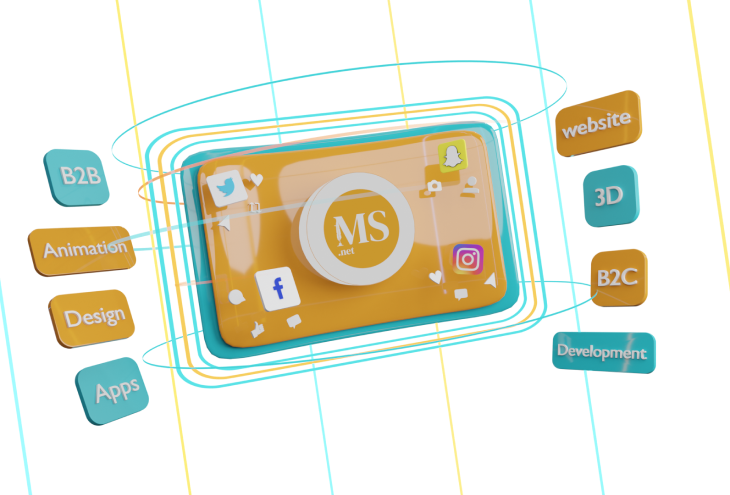 B2B
Animation
Design
Apps
MS
.net
website
3D
B2C
Development